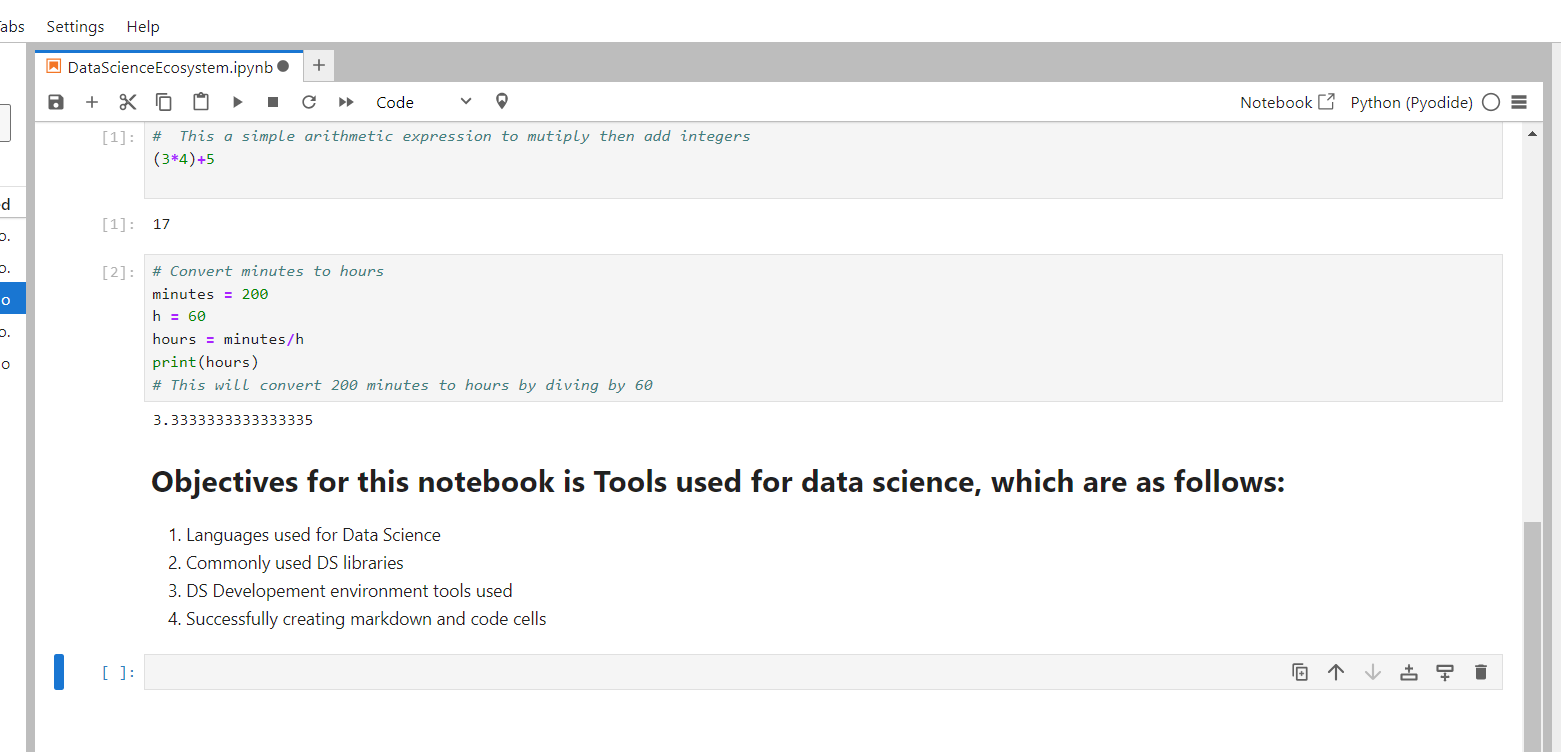 abs Settings Help
DataScienceEcosystem.ipynb
Code Notebook Python (Pyodide)
[1]: # This a simple arithmetic expression to mutiply then add integers
(3*4)+5
[1]: 17
[2]: # Convert minutes to hours
minutes = 200
h = 60
hours = minutes/h
print(hours)
# This will convert 200 minutes to hours by diving by 60
3.3333333333333335
Objectives for this notebook is Tools used for data science, which are as follows:
1. Languages used for Data Science
2. Commonly used DS libraries
3. DS Developement environment tools used
4. Successfully creating markdown and code cells
[ ]:
ed
o.
o.
o
o.
o